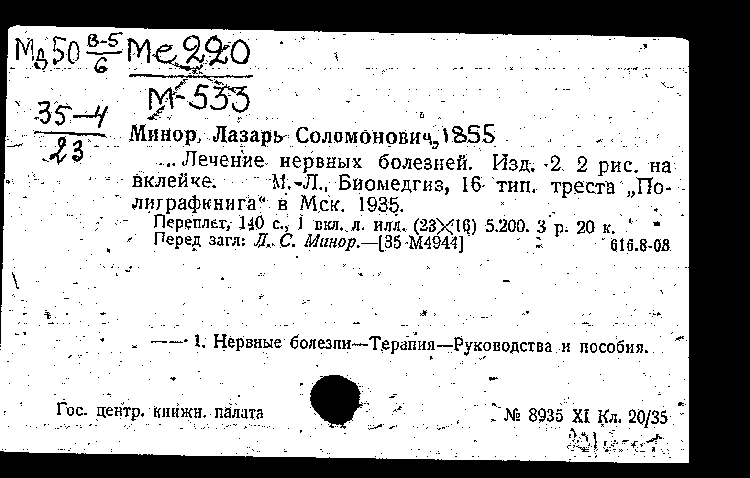 Мд50 В-5/6 Ме 220
М-533
35-4
23
Минор, Лазарь Соломонович, 1855
... Лечение нервных болезней. Изд. 2. 2 рис. на
вклейке. М.-Л., Биомедгиз, 16 тип. треста „По-
лиграфкнига“ в Мск. 1935.
Переплет, 140 с., 1 вкл. л. илл. (23×16) 5.200. 3 р. 20 к.
Перед загл: Л. С. Минор.—[35-М4944]
616.8-08
—— 1. Нервные болезни—Терапия—Руководства и пособия.
Гос. центр. книжн. палата
№ 8935 XI Кл. 20/35